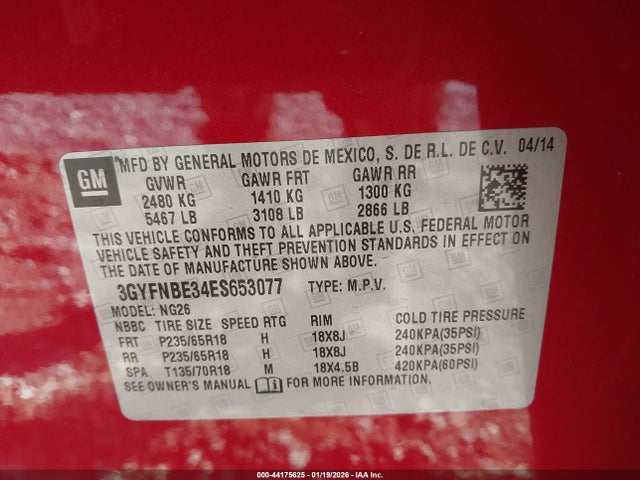 GM
MFD BY GENERAL MOTORS DE MEXICO, S. DE R.L. DE C.V. 04/14
GVWR GAWR FRT GAWR RR
2480 KG 1410 KG 1300 KG
5467 LB 3108 LB 2866 LB
THIS VEHICLE CONFORMS TO ALL APPLICABLE U.S. FEDERAL MOTOR
VEHICLE SAFETY AND THEFT PREVENTION STANDARDS IN EFFECT ON
THE DATE OF MANUFACTURE SHOWN ABOVE.
3GYFNBE34ES653077 TYPE: M.P.V.
MODEL: NG26
NBBC TIRE SIZE SPEED RTG RIM COLD TIRE PRESSURE
FRT P235/65R18 H 18X8J 240KPA(35PSI)
RR P235/65R18 H 18X8J 240KPA(35PSI)
SPA T135/70R18 M 18X4.5B 420KPA(60PSI)
SEE OWNER'S MANUAL FOR MORE INFORMATION.
000-44175625 - 01/19/2026 - IAA Inc.